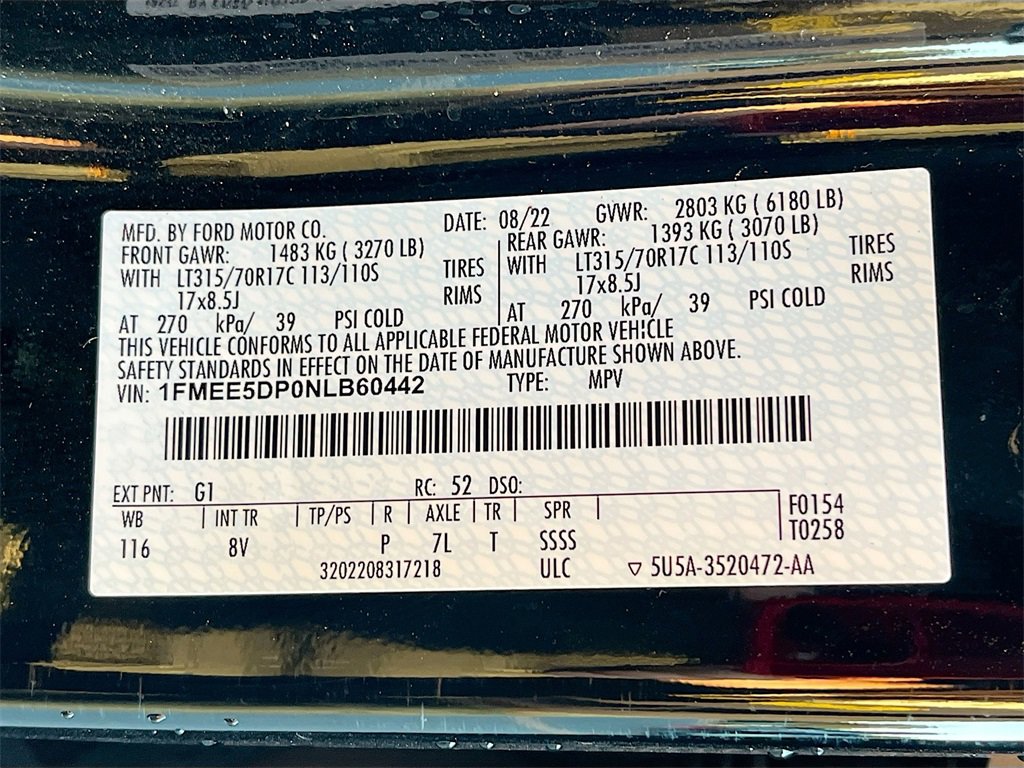 MFD. BY FORD MOTOR CO. DATE: 08/22 GVWR: 2803 KG ( 6180 LB)
FRONT GAWR: 1483 KG ( 3270 LB) REAR GAWR: 1393 KG ( 3070 LB)
WITH LT315/70R17C 113/110S TIRES WITH LT315/70R17C 113/110S TIRES
17x8.5J RIMS 17x8.5J RIMS
AT 270 kPa/ 39 PSI COLD AT 270 kPa/ 39 PSI COLD
THIS VEHICLE CONFORMS TO ALL APPLICABLE FEDERAL MOTOR VEHICLE
SAFETY STANDARDS IN EFFECT ON THE DATE OF MANUFACTURE SHOWN ABOVE.
VIN: 1FMEE5DP0NLB60442 TYPE: MPV
EXT PNT: G1 RC: 52 DSO:
WB | INT TR | TP/PS | R | AXLE | TR | SPR | F0154
116 8V P 7L T SSSS T0258
3202208317218 ULC ▽ 5U5A-3520472-AA